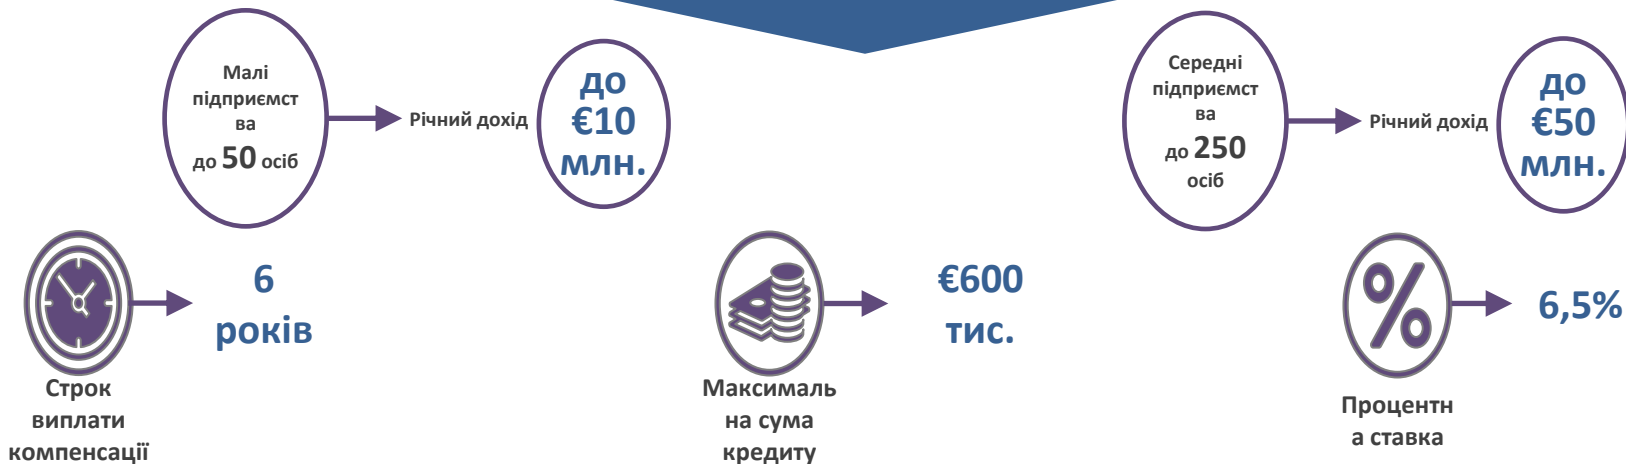 Малі
підприємст
ва
до 50 осіб
Річний дохід
до
€10
млн.
Середні
підприємст
ва
до 250
осіб
Річний дохід
до
€50
млн.
6
років
Строк
виплати
компенсації
€600
тис.
Максималь
на сума
кредиту
6,5%
Процентн
а ставка